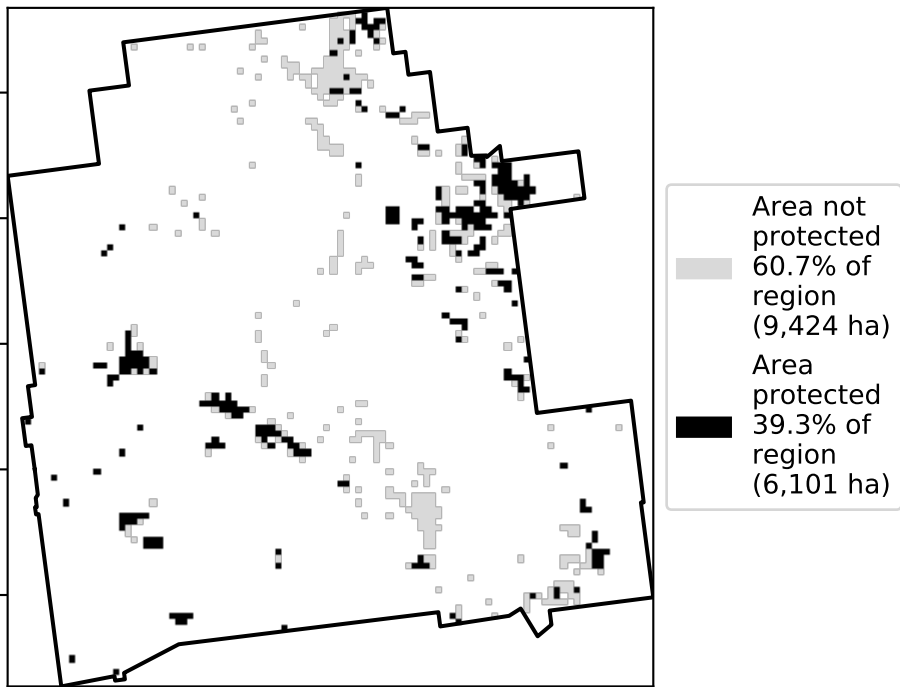 Area not
protected
60.7% of
region
(9,424 ha)
Area
protected
39.3% of
region
(6,101 ha)